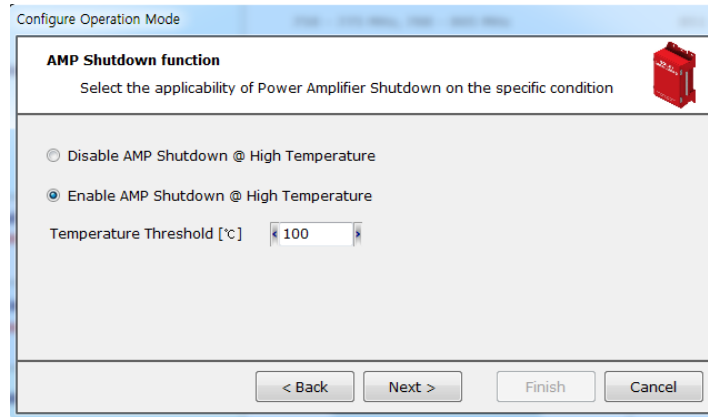 Configure Operation Mode
AMP Shutdown function
Select the applicability of Power Amplifier Shutdown on the specific condition
Disable AMP Shutdown @ High Temperature
Enable AMP Shutdown @ High Temperature
Temperature Threshold [℃] 100
< Back Next > Finish Cancel